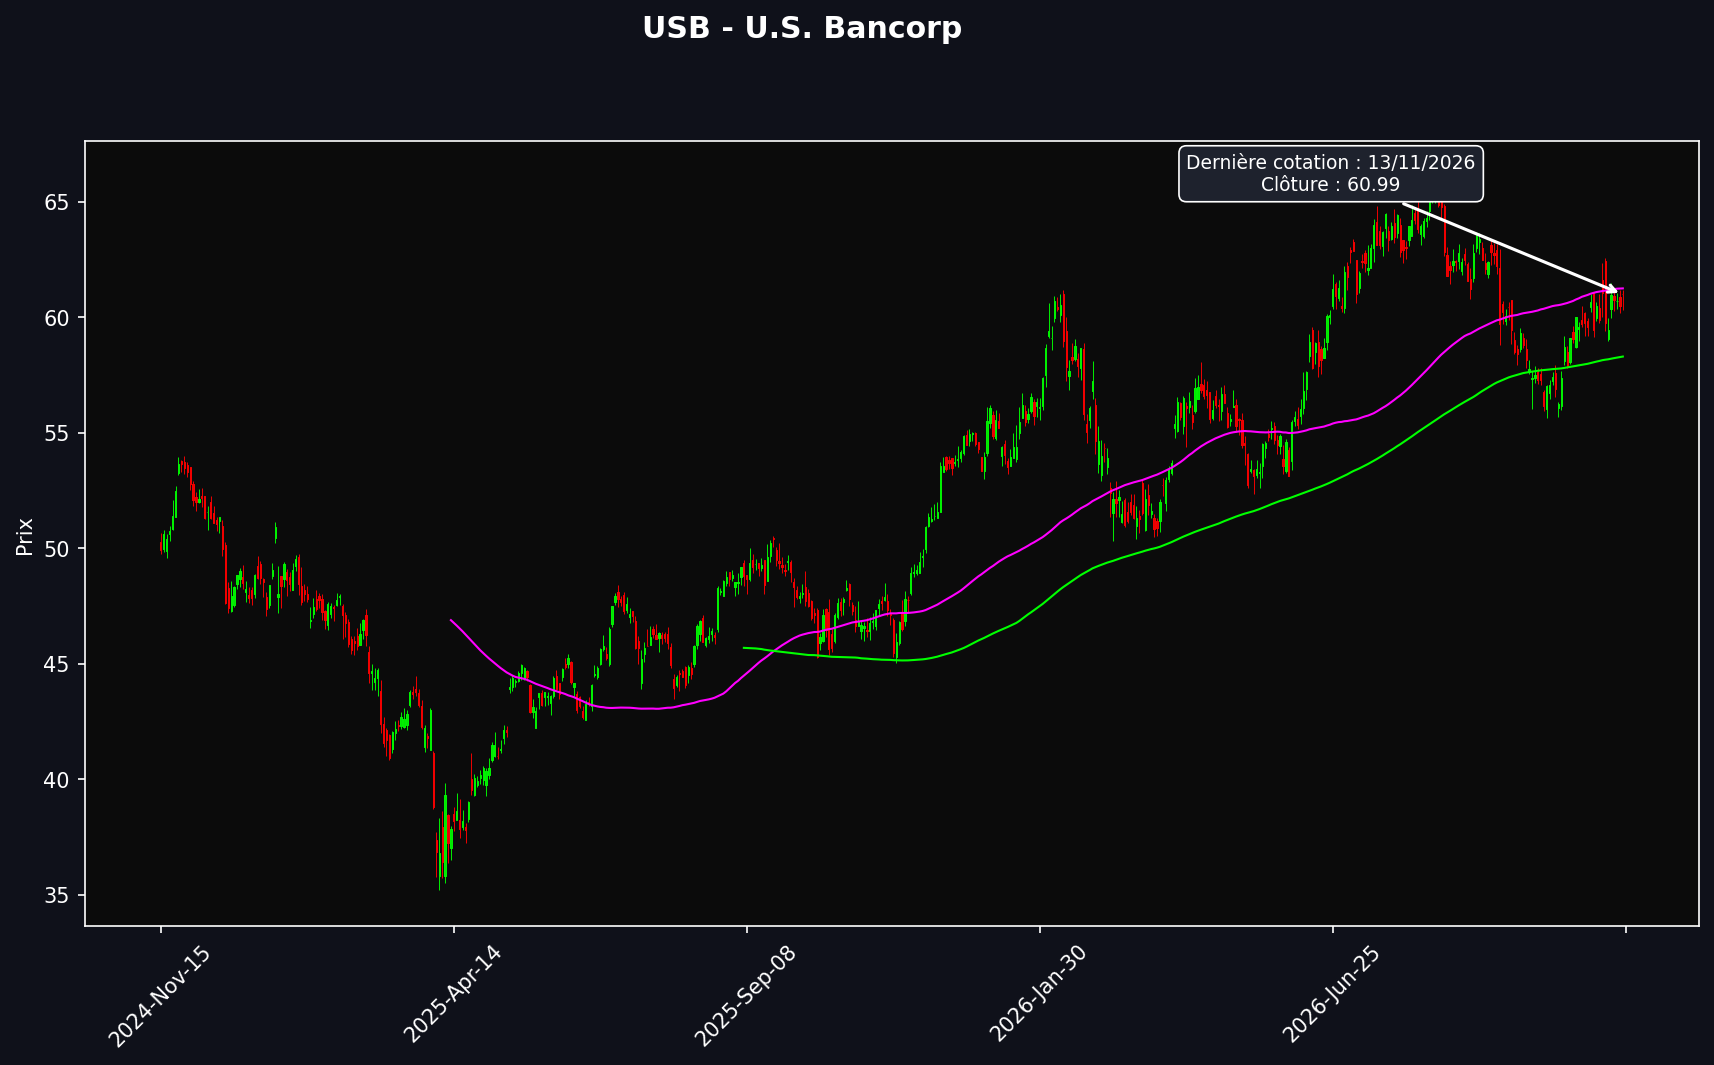 USB - U.S. Bancorp
Dernière cotation : 13/11/2026
Clôture : 60.99
Prix
65
60
55
50
45
40
35
2024-Nov-15
2025-Apr-14
2025-Sep-08
2026-Jan-30
2026-Jun-25